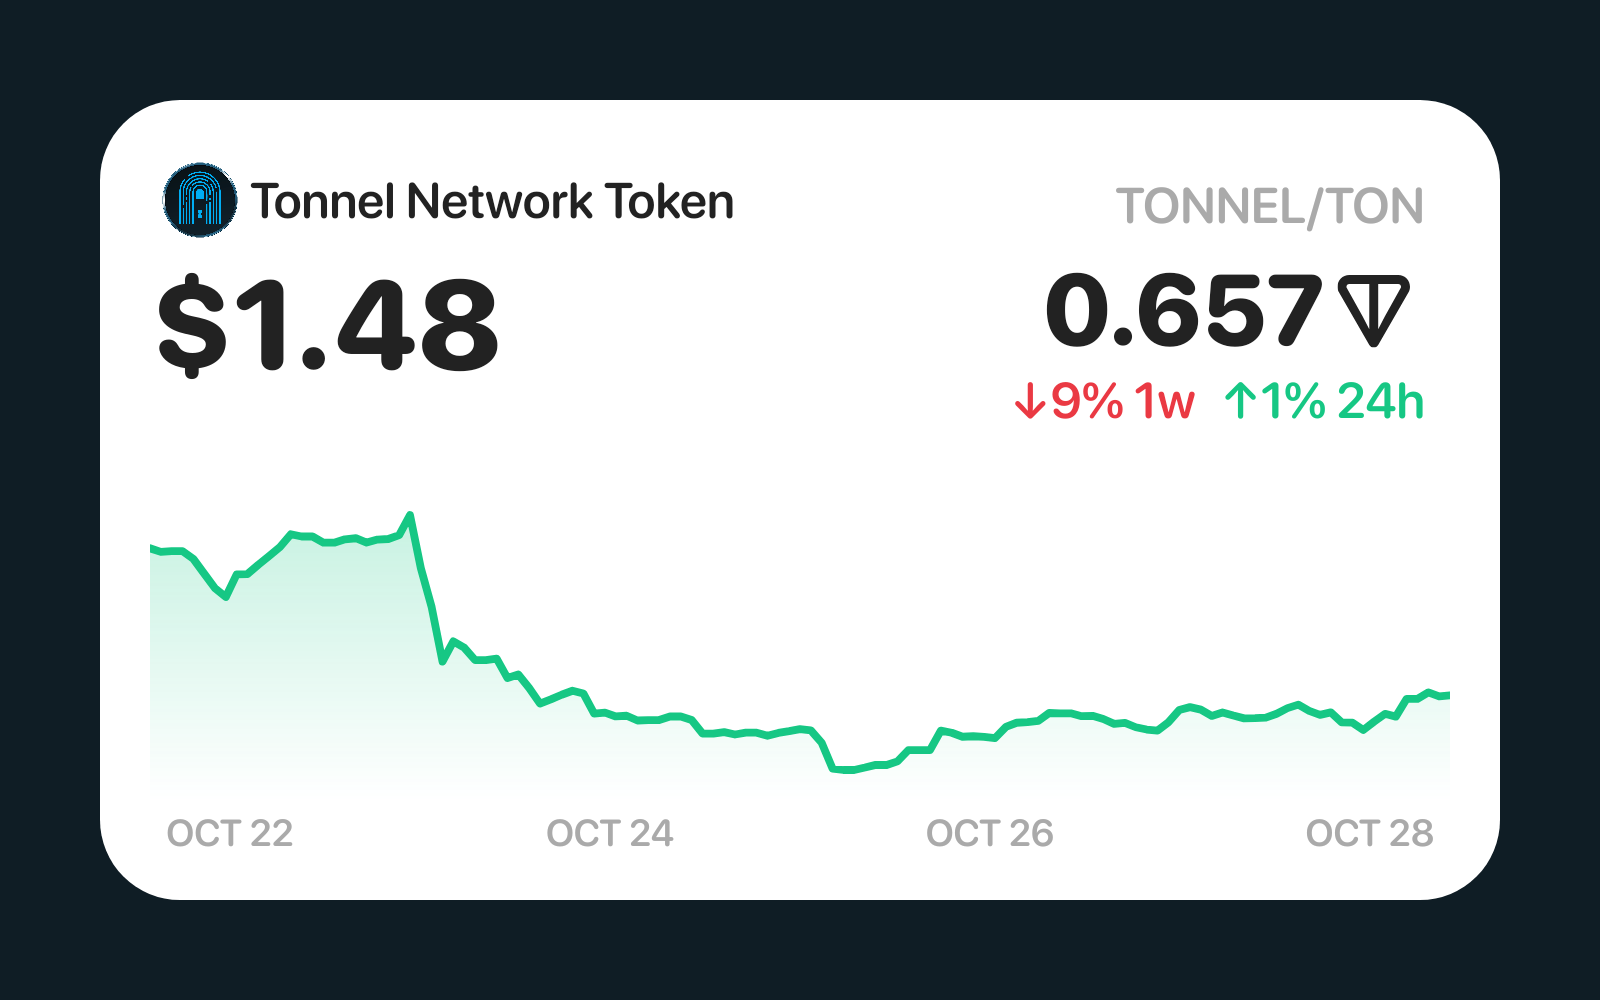 Tonnel Network Token
TONNEL/TON
$1.48
0.657
↓9% 1w ↑1% 24h
OCT 22 OCT 24 OCT 26 OCT 28